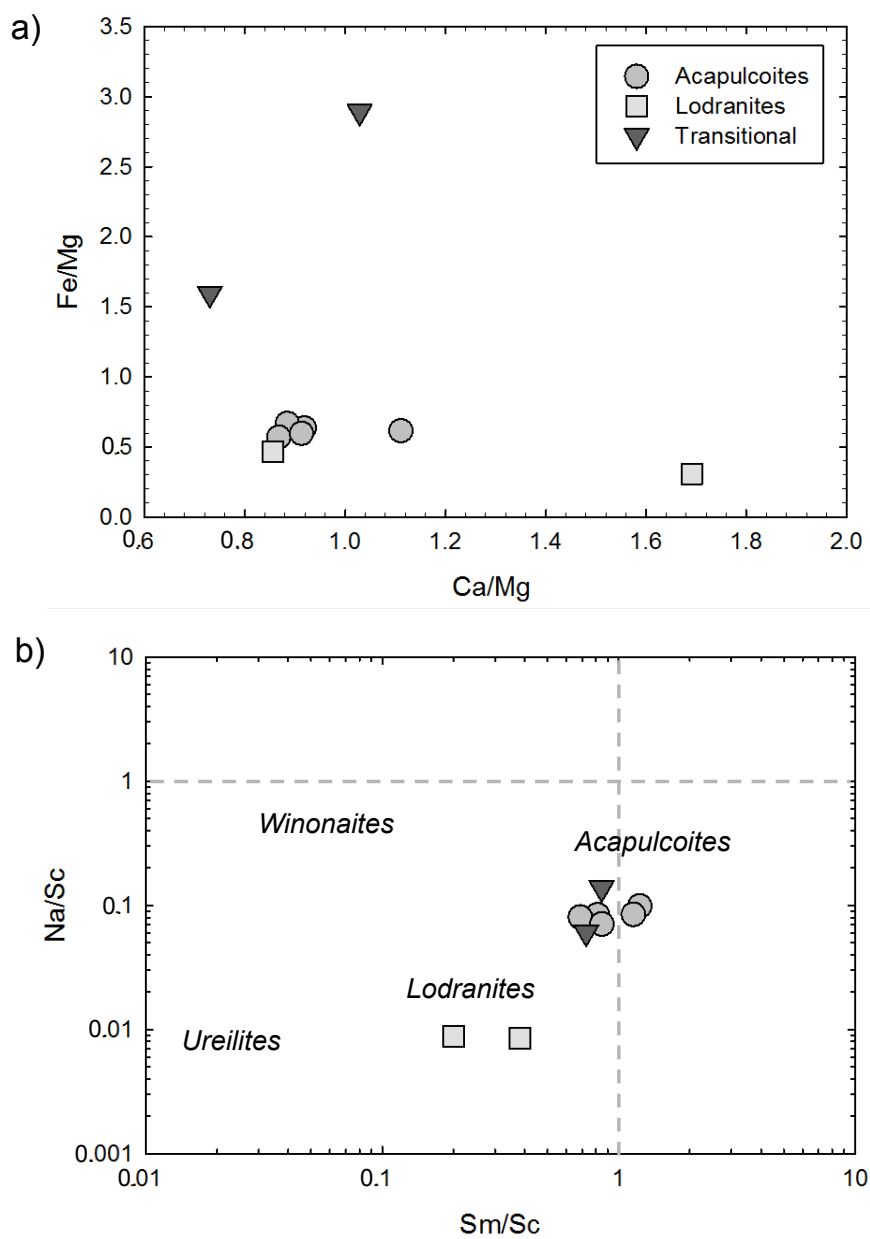 a)
3.5
3.0
2.5
2.0
1.5
1.0
0.5
0.0
Fe/Mg
Acapulcoites
Lodranites
Transitional
0.6 0.8 1.0 1.2 1.4 1.6 1.8 2.0
Ca/Mg
b)
10
1
0.1
0.01
0.001
Na/Sc
Winonaites
Acapulcoites
Lodranites
Ureilites
0.01 0.1 1 10
Sm/Sc